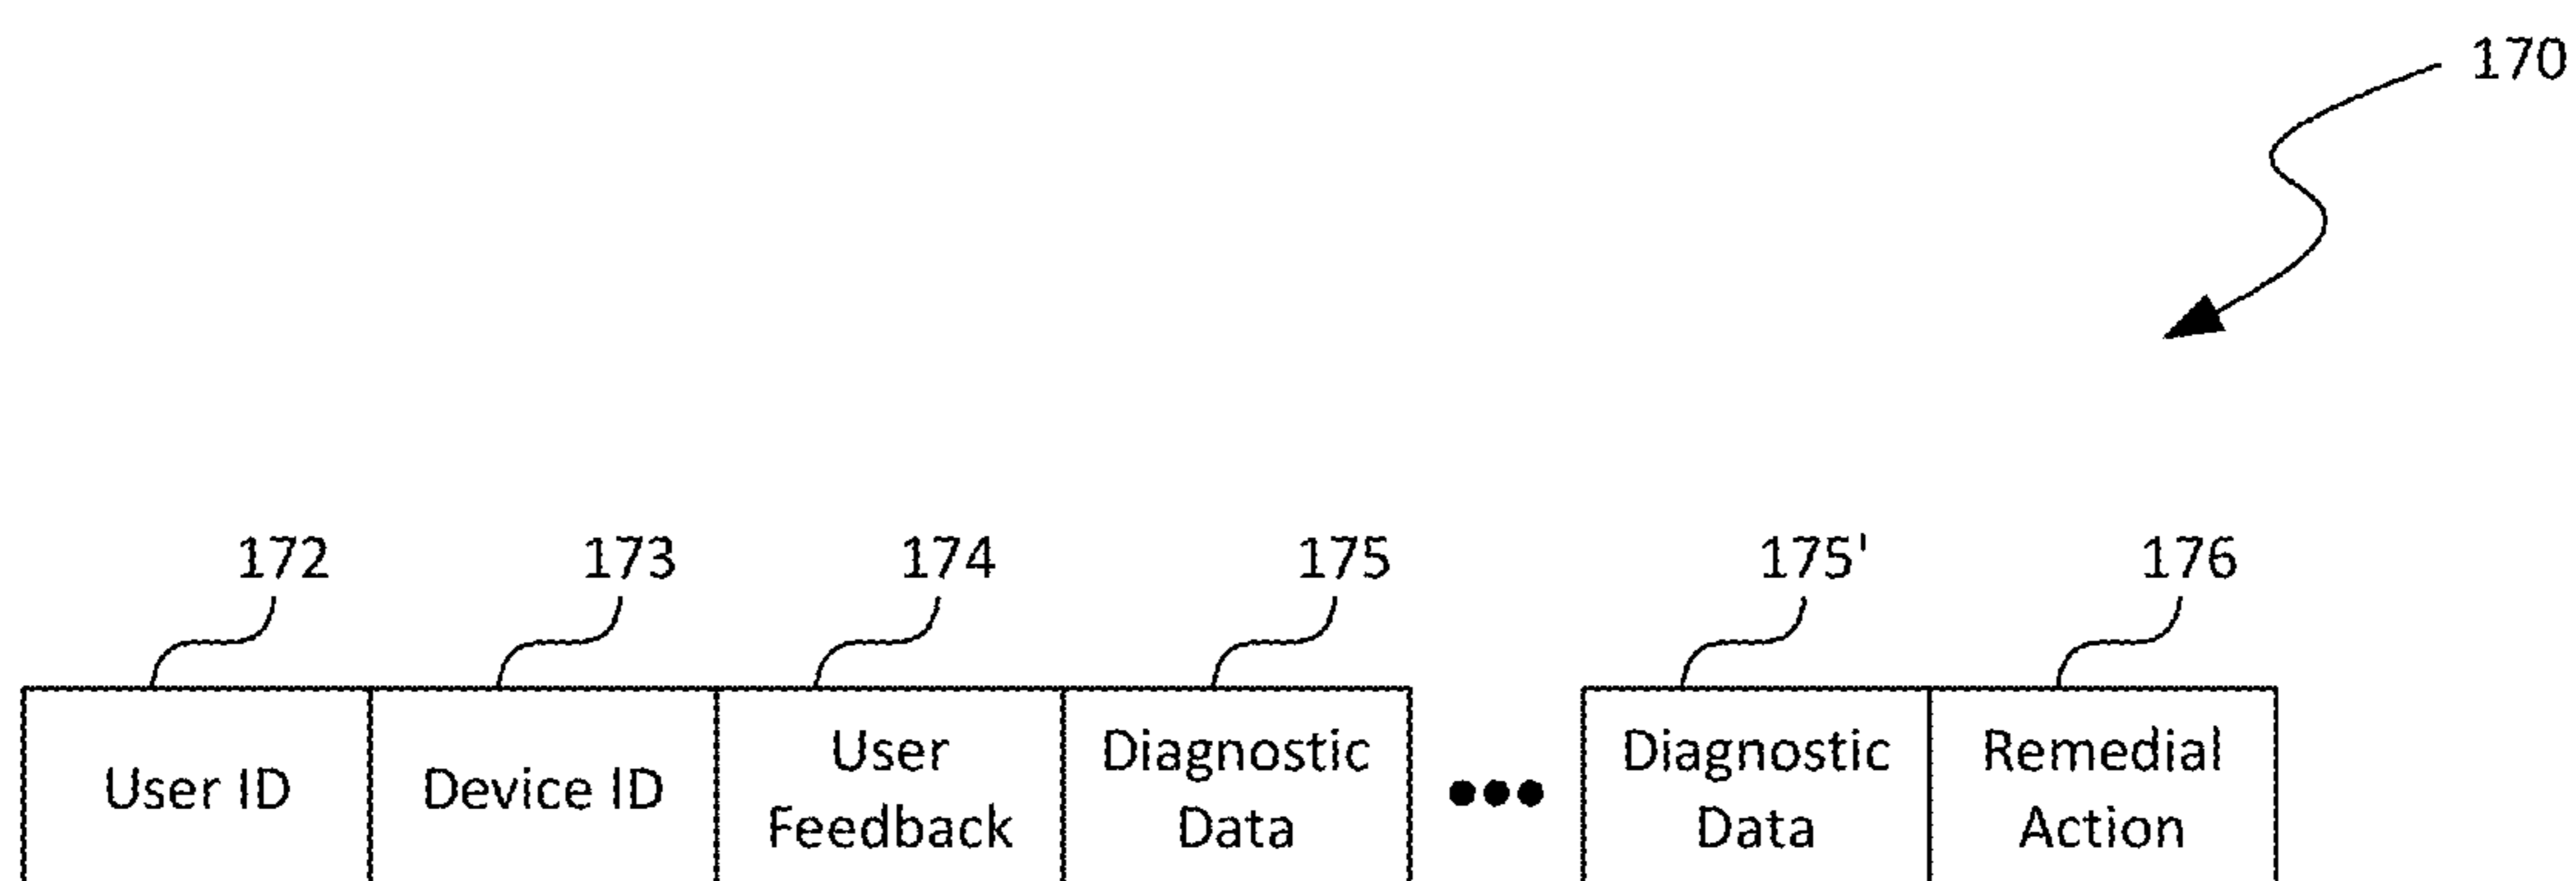 170
172 173 174 175 175' 176
User ID
Device ID
User
Feedback
Diagnostic
Data
Diagnostic
Data
Remedial
Action